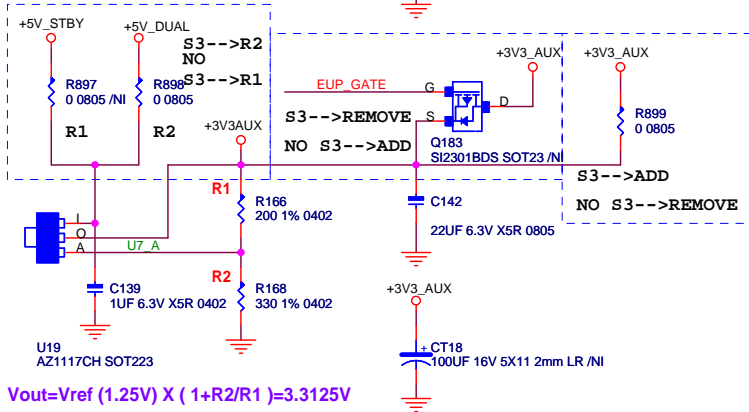 +5V_STBY
+5V_DUAL
S3-->R2
NO
S3-->R1
R897
0 0805 /NI
R898
0 0805
R1
R2
+3V3AUX
EUP_GATE
G
D
S
+3V3_AUX
S3-->REMOVE
NO S3-->ADD
Q183
SI2301BDS SOT23 /NI
+3V3_AUX
R899
0 0805
S3-->ADD
NO S3-->REMOVE
R1
R166
200 1% 0402
C142
22UF 6.3V X5R 0805
I
O
A
U7_A
R2
R168
330 1% 0402
C139
1UF 6.3V X5R 0402
+3V3_AUX
U19
AZ1117CH SOT223
+
CT18
100UF 16V 5X11 2mm LR /NI
Vout=Vref (1.25V) X ( 1+R2/R1 )=3.3125V